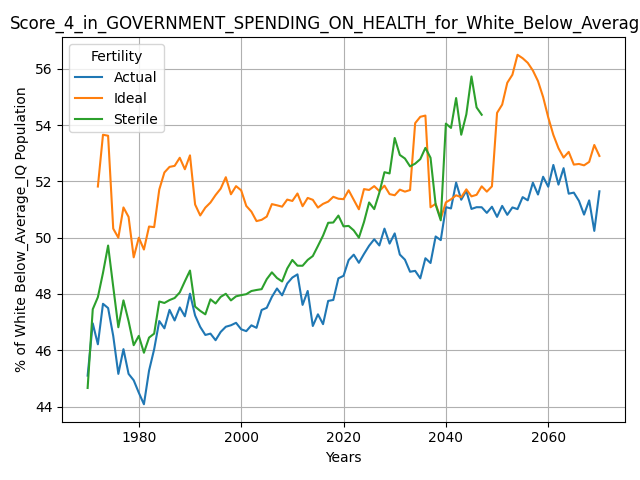 Score_4_in_GOVERNMENT_SPENDING_ON_HEALTH_for_White_Below_Averag
Fertility
Actual
Ideal
Sterile
% of White Below_Average_IQ Population
56
54
52
50
48
46
44
1980 2000 2020 2040 2060
Years